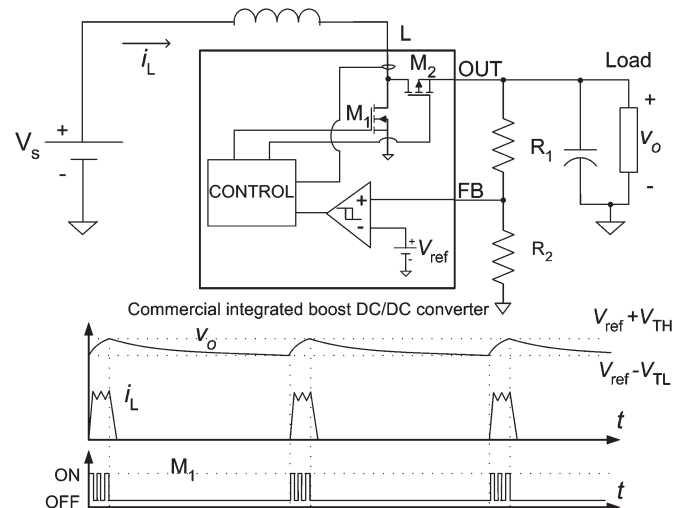 L
i_L
M_2
OUT
Load
M_1
+
V_s
-
+
v_o
-
R_1
CONTROL
FB
+
-
+
-
V_ref
R_2
Commercial integrated boost DC/DC converter
V_ref+V_TH
v_o
V_ref-V_TL
i_L
t
ON
M_1
OFF
t